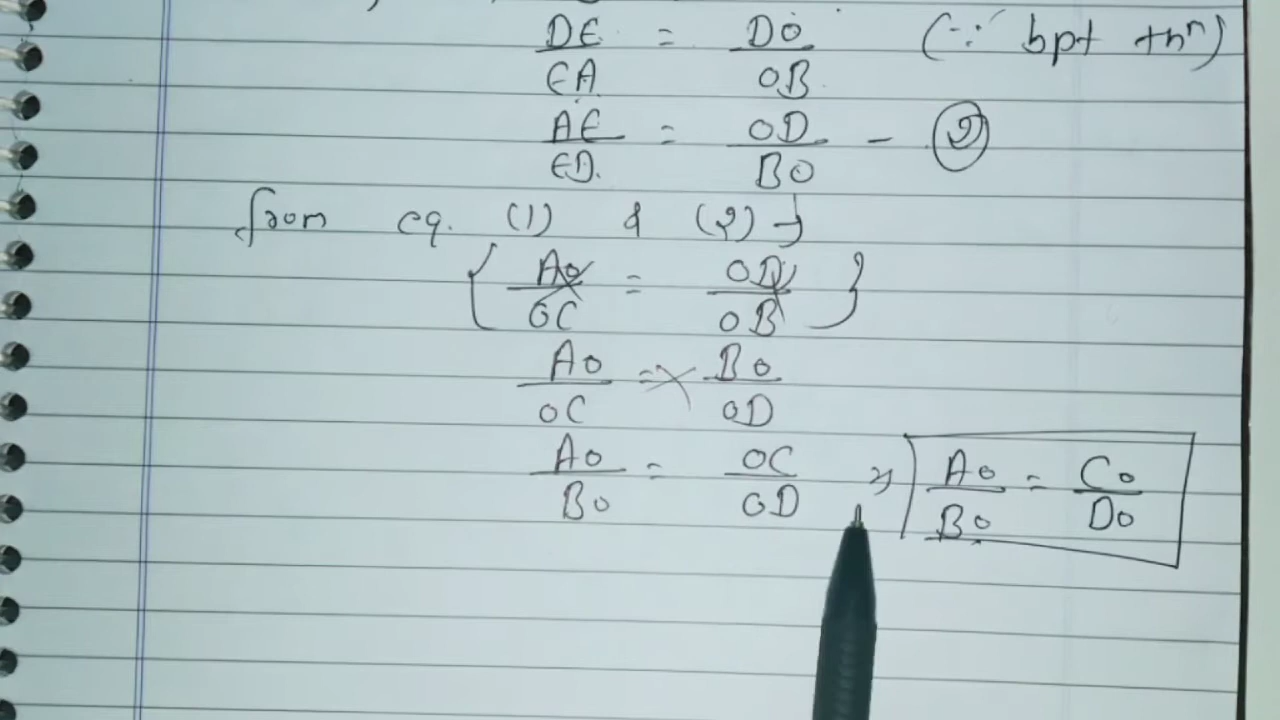 DE/EA = DO/OB (∵ bpt thⁿ)
AE/ED. = OD/BO - ②
from eq. (1) & (2) →
{ AO/OC = OD/OB }
AO/OC = BO/OD
AO/BO = OC/OD ⇒ AO/BO = CO/DO